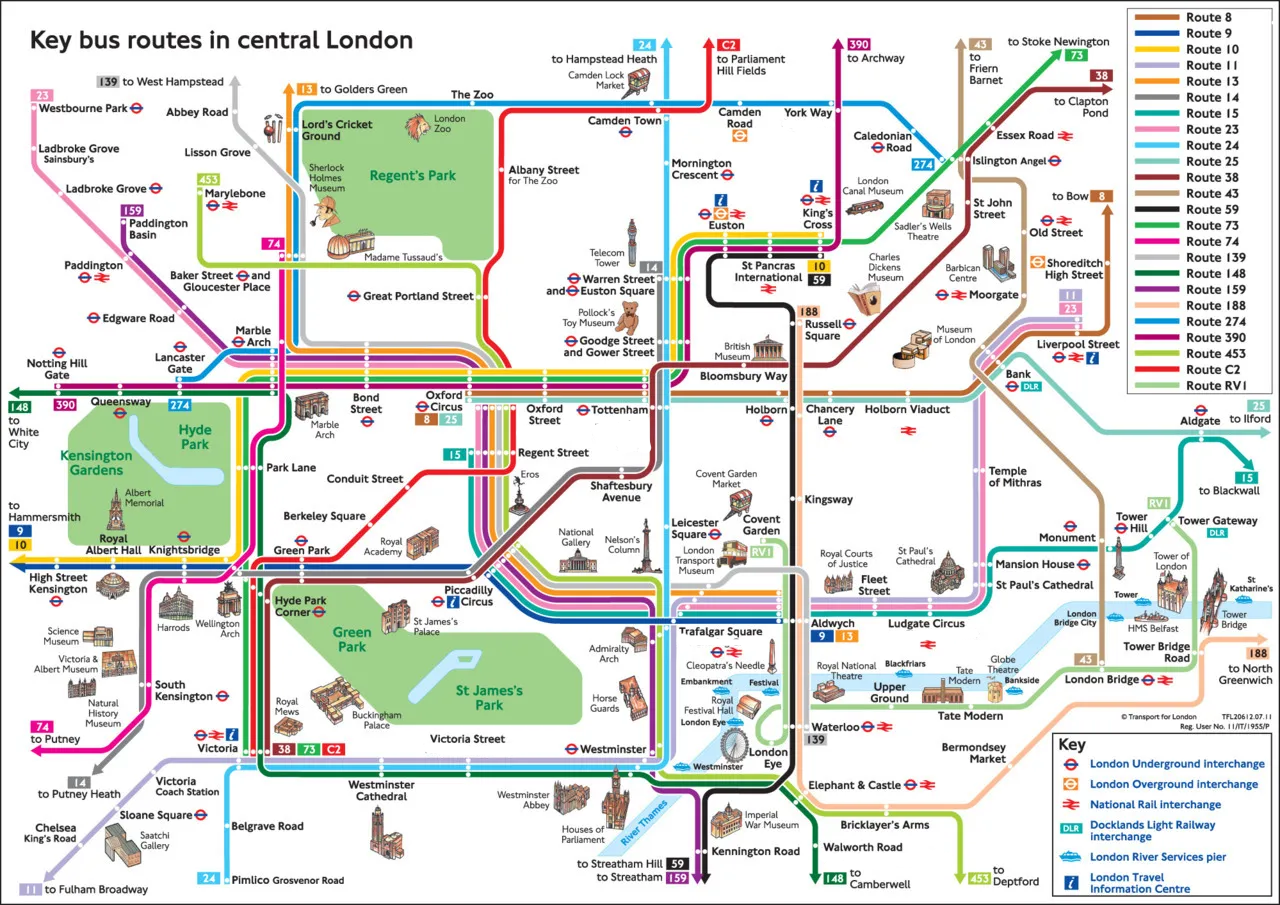 Key bus routes in central London
Route 8
Route 9
Route 10
Route 11
Route 13
Route 14
Route 15
Route 23
Route 24
Route 25
Route 38
Route 43
Route 59
Route 73
Route 74
Route 139
Route 148
Route 159
Route 188
Route 274
Route 390
Route 453
Route C2
Route RV1
24
to Hampstead Heath
Camden Lock
Market
C2
to Parliament
Hill Fields
390
to Archway
43
to
Friern
Barnet
to Stoke Newington
73
38
to Clapton
Pond
139 to West Hampstead
13 to Golders Green
The Zoo
23
Westbourne Park
Abbey Road
Lord's Cricket
Ground
London
Zoo
Camden Town
Camden
Road
York Way
Caledonian
Road
274
Essex Road
Islington Angel
Ladbroke Grove
Sainsbury's
Lisson Grove
Sherlock
Holmes
Museum
Regent's Park
Albany Street
for The Zoo
Mornington
Crescent
London
Canal Museum
Ladbroke Grove
453
Marylebone
159
Paddington
Basin
Euston
King's
Cross
Sadler's Wells
Theatre
St John
Street
to Bow
8
Old Street
74
Madame Tussaud's
Telecom
Tower
14
Paddington
Baker Street and
Gloucester Place
Warren Street
and Euston Square
St Pancras
International
10
59
Charles
Dickens
Museum
Barbican
Centre
Shoreditch
High Street
Great Portland Street
Moorgate
11
23
Edgware Road
Pollock's
Toy Museum
188
Russell
Square
Museum
of London
Liverpool Street
Marble
Arch
Goodge Street
and Gower Street
British
Museum
Bloomsbury Way
Notting Hill
Gate
Lancaster
Gate
Bank
DLR
148
to
White
City
390
Queensway
274
Marble
Arch
Bond
Street
Oxford
Circus
8
25
Oxford
Street
Tottenham
Holborn
Chancery
Lane
Holborn Viaduct
Aldgate
25
to Ilford
Hyde
Park
Kensington
Gardens
15
Regent Street
Park Lane
Conduit Street
Eros
Shaftesbury
Avenue
Covent Garden
Market
Kingsway
Temple
of Mithras
15
to Blackwall
Albert
Memorial
to
Hammersmith
9
10
Royal
Albert Hall
Knightsbridge
Berkeley Square
Green Park
Royal
Academy
National
Gallery
Nelson's
Column
Leicester
Square
Covent
Garden
RV1
London
Transport
Museum
Royal Courts
of Justice
St Paul's
Cathedral
Fleet
Street
Monument
Mansion House
St Paul's Cathedral
Tower
Hill
RV1
Tower Gateway
DLR
Tower of
London
St
Katharine's
High Street
Kensington
Harrods
Wellington
Arch
Hyde Park
Corner
Piccadilly
Circus
St James's
Palace
Green
Park
Trafalgar Square
Aldwych
9
13
Ludgate Circus
London
Bridge City
Tower
HMS Belfast
Tower
Bridge
Science
Museum
Victoria &
Albert Museum
Natural
History
Museum
South
Kensington
Royal
Mews
Buckingham
Palace
St James's
Park
Admiralty
Arch
Horse
Guards
Cleopatra's Needle
Embankment
Festival
Royal
Festival Hall
London Eye
Royal National
Theatre
Blackfriars
Upper
Ground
Tate
Modern
Globe
Theatre
Bankside
Tate Modern
43
London Bridge
Tower Bridge
Road
188
to North
Greenwich
74
to Putney
14
to Putney Heath
Victoria
38
73
C2
Victoria Street
Westminster
Westminster
London
Eye
Waterloo
139
Bermondsey
Market
© Transport for London
TFL20612.07.11
Reg. User No. 11/IT/1955/P
Victoria
Coach Station
Westminster
Cathedral
Westminster
Abbey
Houses of
Parliament
River Thames
Imperial
War Museum
Elephant & Castle
Bricklayer's Arms
Sloane Square
Chelsea
King's Road
Saatchi
Gallery
Belgrave Road
Kennington Road
Walworth Road
11 to Fulham Broadway
24
Pimlico Grosvenor Road
to Streatham Hill 59
to Streatham 159
148
to
Camberwell
453
to
Deptford
Key
London Underground interchange
London Overground interchange
National Rail interchange
DLR
Docklands Light Railway
interchange
London River Services pier
London Travel
Information Centre